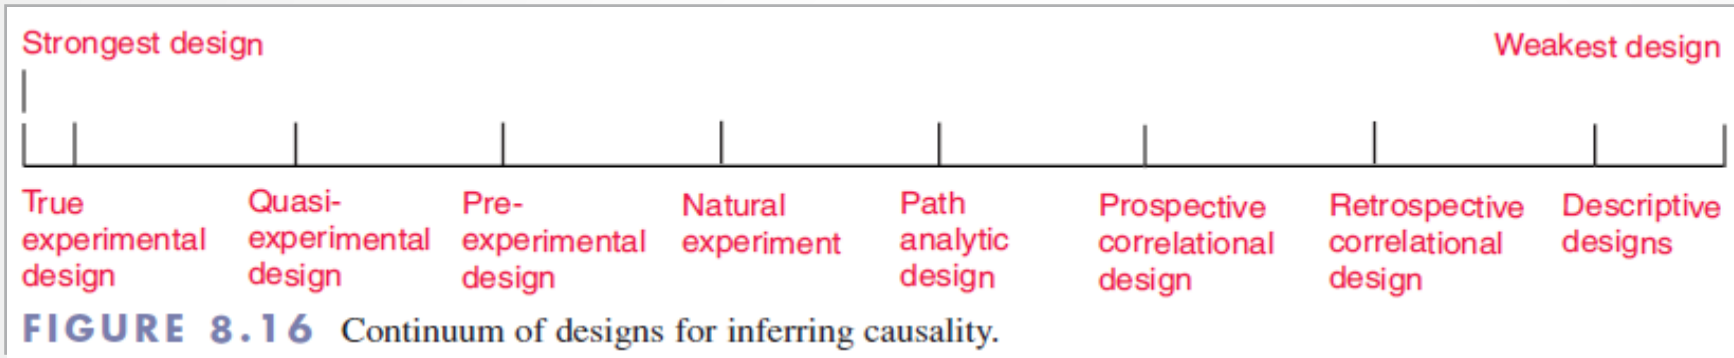 Strongest design
Weakest design
True experimental design
Quasi-experimental design
Pre-experimental design
Natural experiment
Path analytic design
Prospective correlational design
Retrospective correlational design
Descriptive designs
FIGURE 8.16 Continuum of designs for inferring causality.